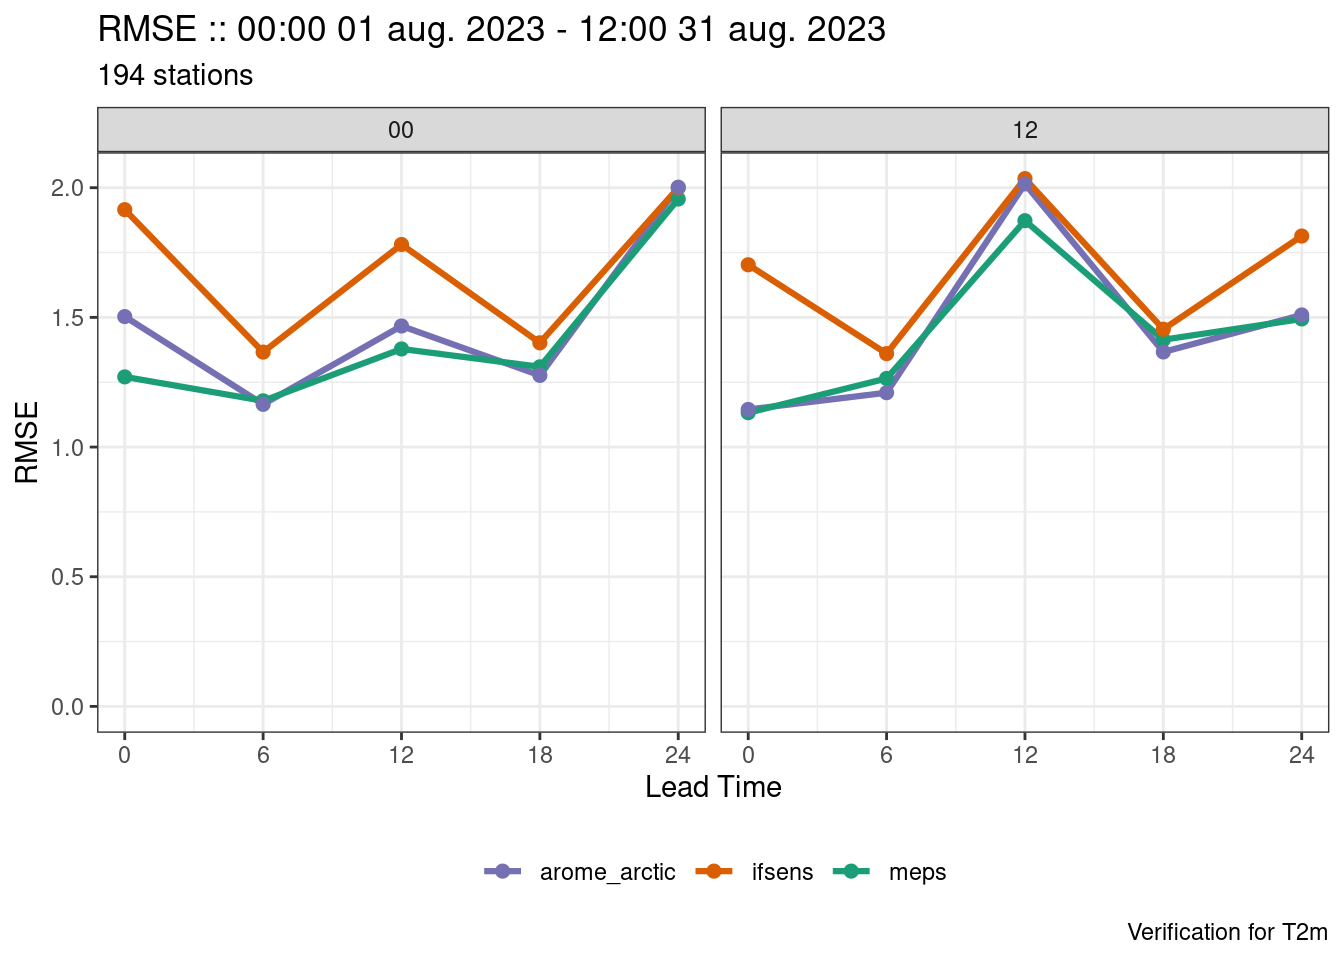 RMSE :: 00:00 01 aug. 2023 - 12:00 31 aug. 2023
194 stations
00 12
RMSE
2.0
1.5
1.0
0.5
0.0
0 6 12 18 24 0 6 12 18 24
Lead Time
arome_arctic ifsens meps
Verification for T2m